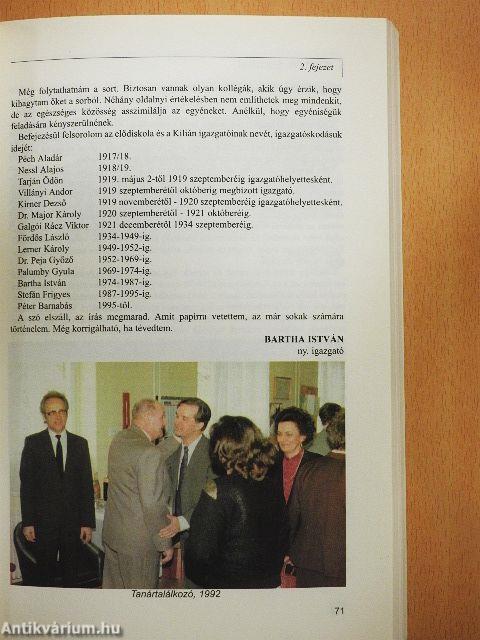 2. fejezet
Még folytathatnám a sort. Biztosan vannak olyan kollégák, akik úgy érzik, hogy
kihagytam őket a sorból. Néhány oldalnyi értékelésben nem említhetek meg mindenkit,
de az egészséges közösség asszimilálja az egyéneket. Anélkül, hogy egyéniségük
feladására kényszerülnének.
Befejezésül felsorolom az elődiskola és a Kilián igazgatóinak nevét, igazgatóskodásuk
idejét:
Péch Aladár 1917/18.
Nessl Alajos 1918/19.
Tarján Ödön 1919. május 2-től 1919 szeptemberéig igazgatóhelyettesként.
Villányi Andor 1919 szeptemberétől októberig megbízott igazgató.
Kirner Dezső 1919 novemberétől - 1920 szeptemberéig igazgatóhelyettesként.
Dr. Major Károly 1920 szeptemberétől - 1921 októberéig.
Galgói Rácz Viktor 1921 decemberétől 1934 szeptemberéig.
Fördős László 1934-1949-ig.
Lerner Károly 1949-1952-ig.
Dr. Peja Győző 1952-1969-ig.
Palumby Gyula 1969-1974-ig.
Bartha István 1974-1987-ig.
Stefán Frigyes 1987-1995-ig.
Péter Barnabás 1995-től.
A szó elszáll, az írás megmarad. Amit papírra vetettem, az már sokak számára
történelem. Még korrigálható, ha tévedtem.
BARTHA ISTVÁN
ny. igazgató
Tanártalálkozó, 1992
71
Antikvárium.hu